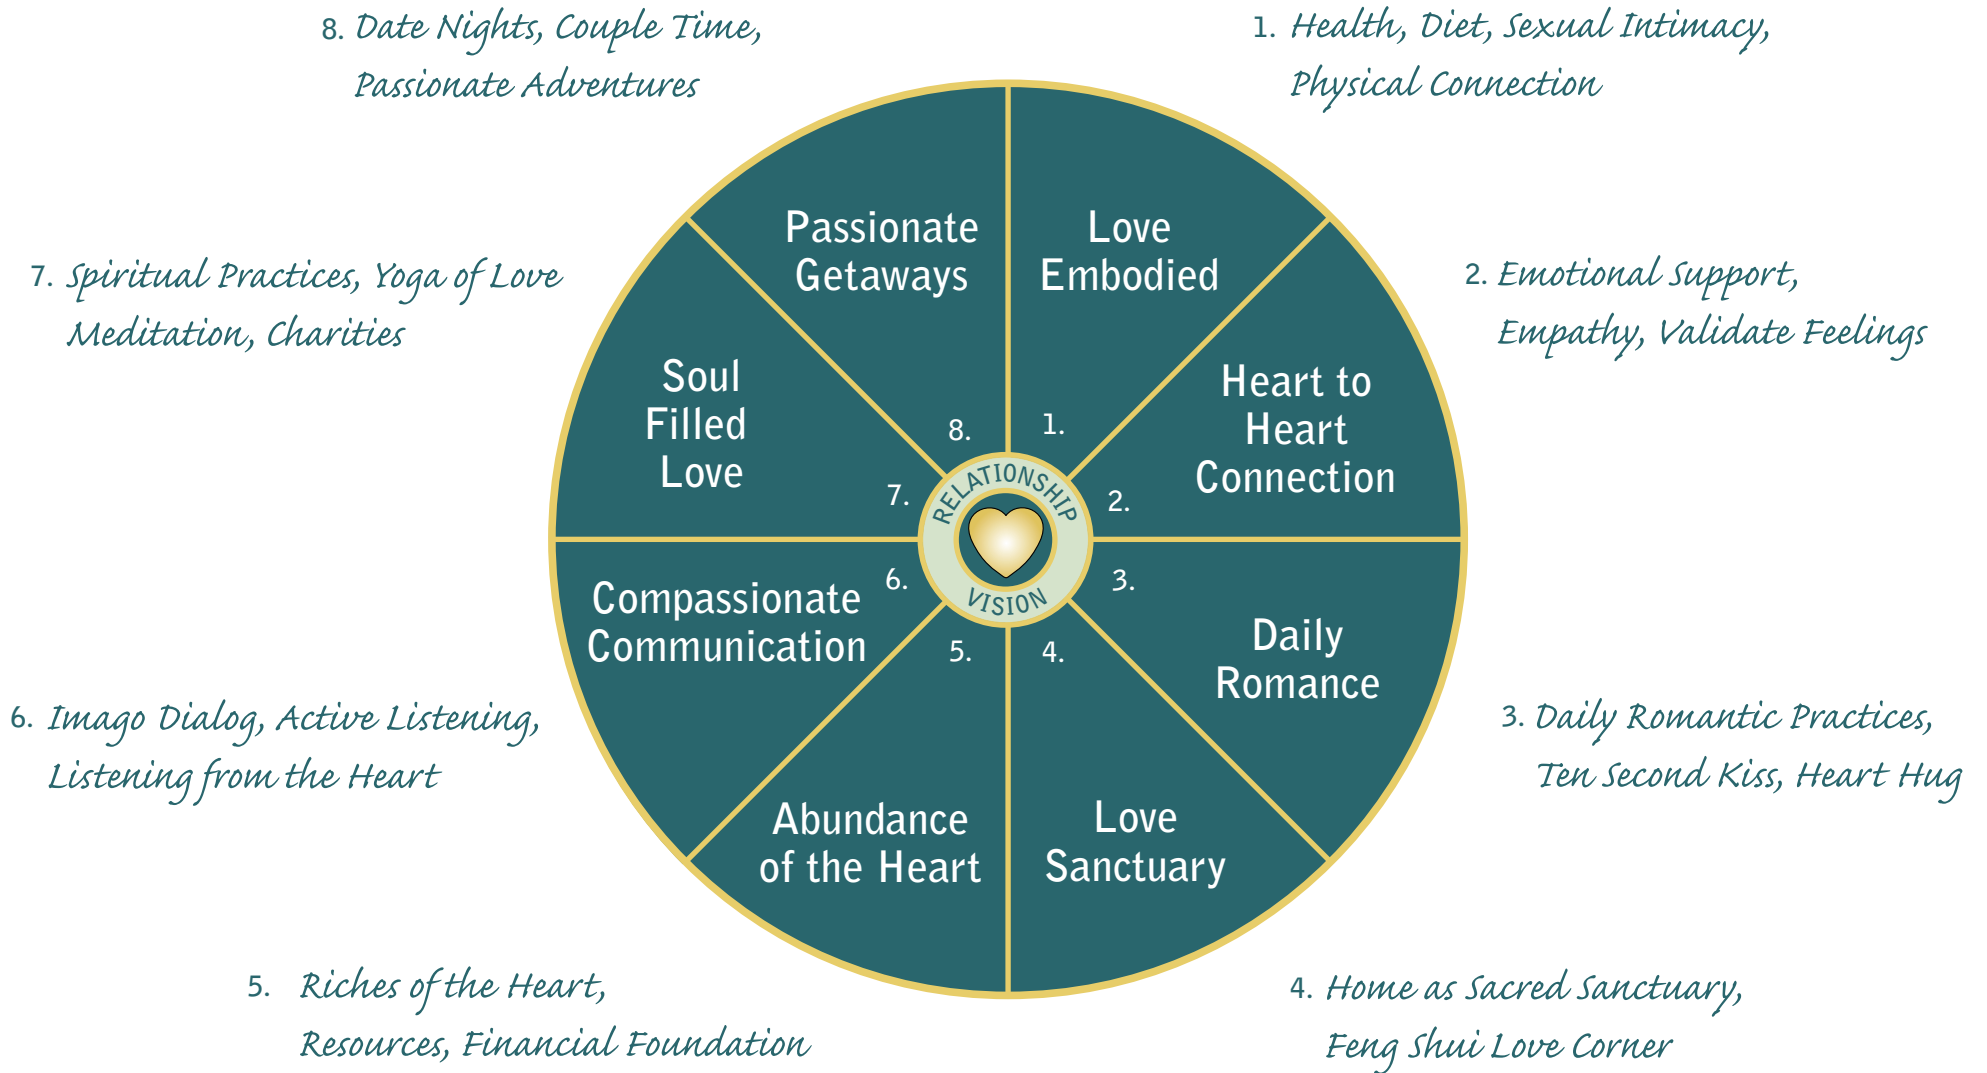 8. Date Nights, Couple Time,
Passionate Adventures
1. Health, Diet, Sexual Intimacy,
Physical Connection
7. Spiritual Practices, Yoga of Love
Meditation, Charities
2. Emotional Support,
Empathy, Validate Feelings
6. Imago Dialog, Active Listening,
Listening from the Heart
3. Daily Romantic Practices,
Ten Second Kiss, Heart Hug
5. Riches of the Heart,
Resources, Financial Foundation
4. Home as Sacred Sanctuary,
Feng Shui Love Corner
Passionate
Getaways
8.
Love
Embodied
1.
Heart to
Heart
Connection
2.
Daily
Romance
3.
Love
Sanctuary
4.
Abundance
of the Heart
5.
Compassionate
Communication
6.
Soul
Filled
Love
7.
RELATIONSHIP
VISION